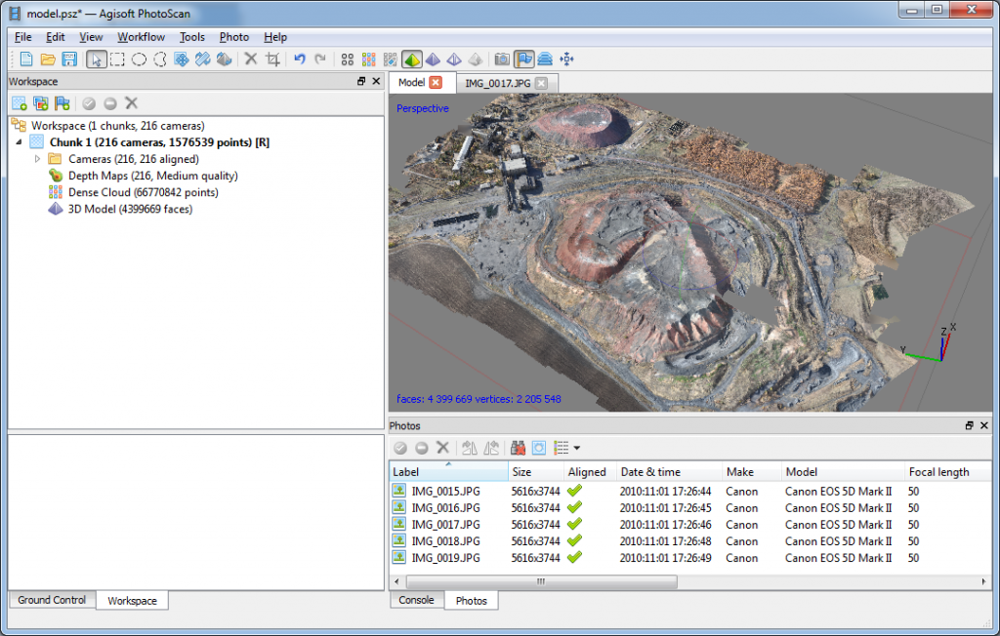 model.psz* — Agisoft PhotoScan
File Edit View Workflow Tools Photo Help
Workspace
Workspace (1 chunks, 216 cameras)
Chunk 1 (216 cameras, 1576539 points) [R]
Cameras (216, 216 aligned)
Depth Maps (216, Medium quality)
Dense Cloud (66770842 points)
3D Model (4399669 faces)
Ground Control Workspace
Model IMG_0017.JPG
Perspective
Z X
Y
faces: 4 399 669 vertices: 2 205 548
Photos
Label Size Aligned Date & time Make Model Focal length
IMG_0015.JPG 5616x3744 2010:11:01 17:26:44 Canon Canon EOS 5D Mark II 50
IMG_0016.JPG 5616x3744 2010:11:01 17:26:45 Canon Canon EOS 5D Mark II 50
IMG_0017.JPG 5616x3744 2010:11:01 17:26:46 Canon Canon EOS 5D Mark II 50
IMG_0018.JPG 5616x3744 2010:11:01 17:26:48 Canon Canon EOS 5D Mark II 50
IMG_0019.JPG 5616x3744 2010:11:01 17:26:49 Canon Canon EOS 5D Mark II 50
Console Photos